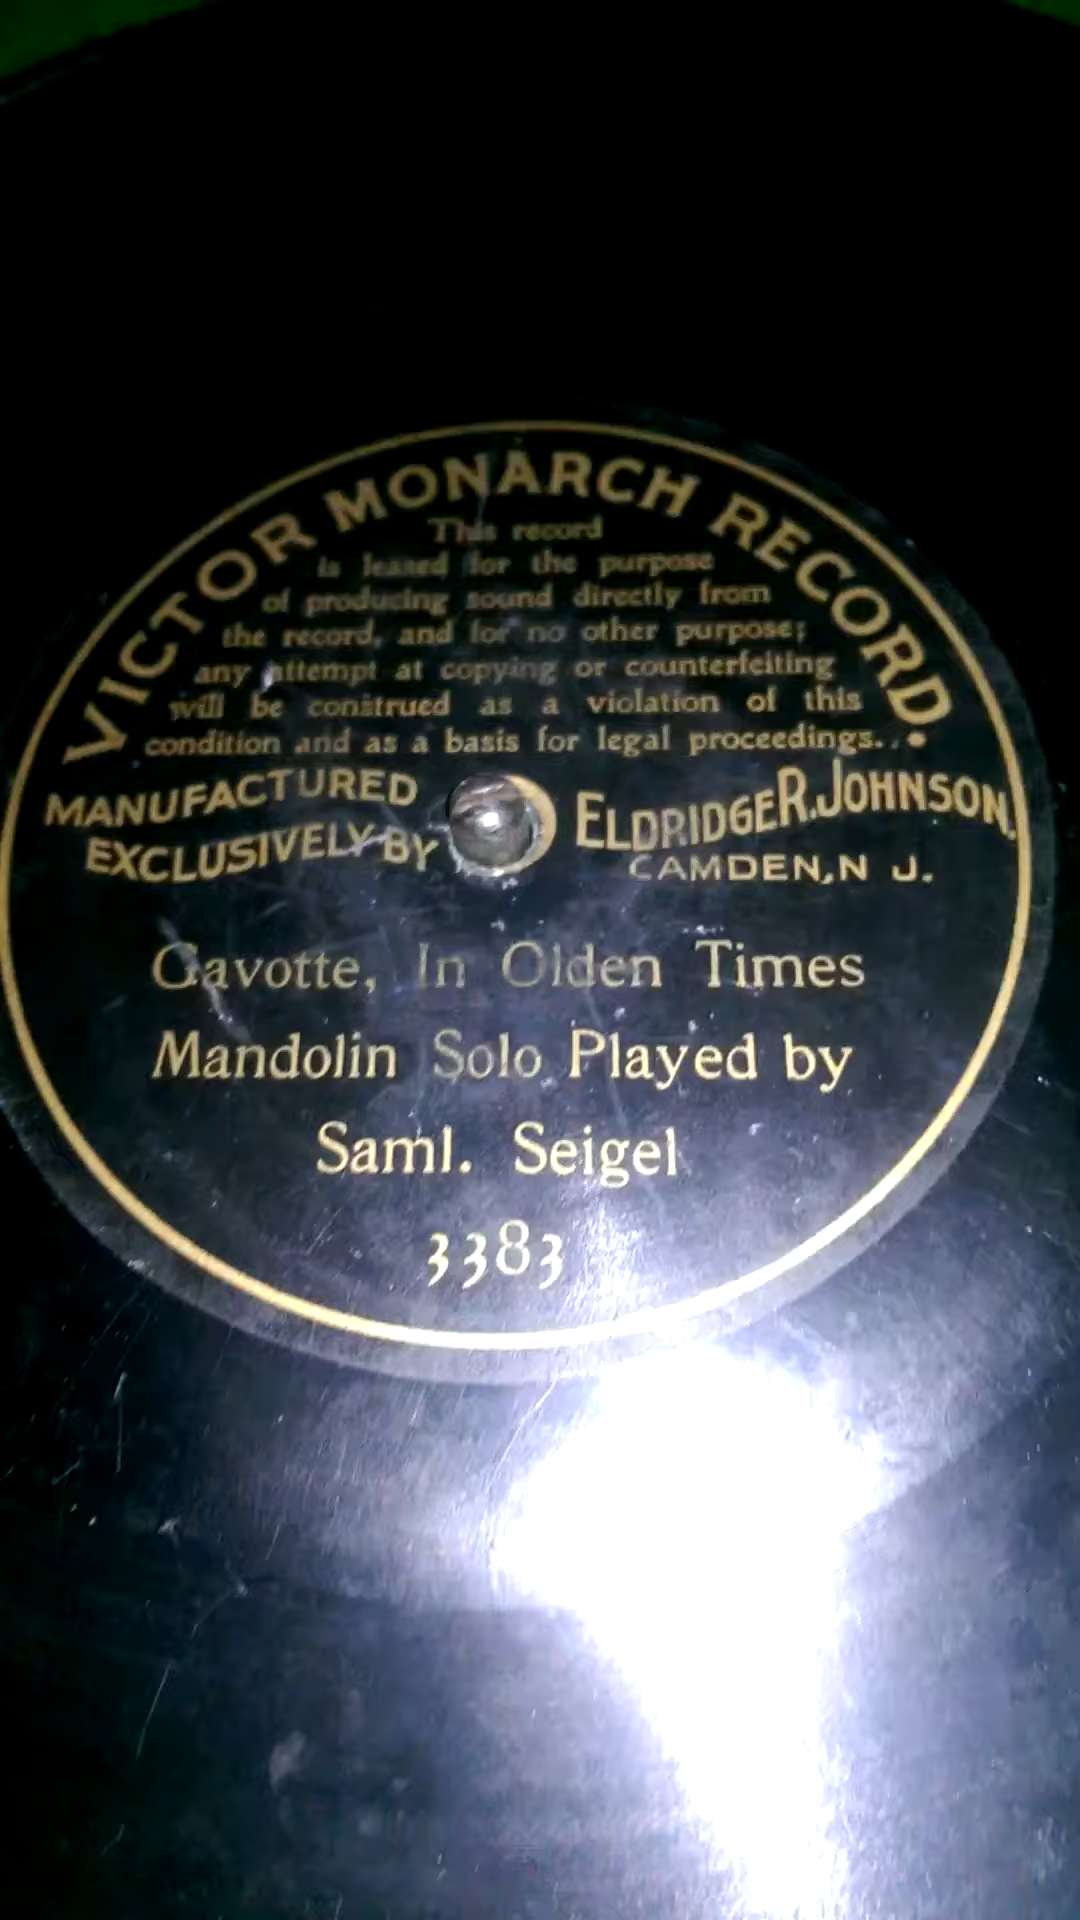 VICTOR MONARCH RECORD
This record
is leased for the purpose
of producing sound directly from
the record, and for no other purpose;
any attempt at copying or counterfeiting
will be construed as a violation of this
condition and as a basis for legal proceedings..•
MANUFACTURED
EXCLUSIVELY BY
ELDRIDGE R. JOHNSON,
CAMDEN, N J.
Gavotte, In Olden Times
Mandolin Solo Played by
Saml. Seigel
3383